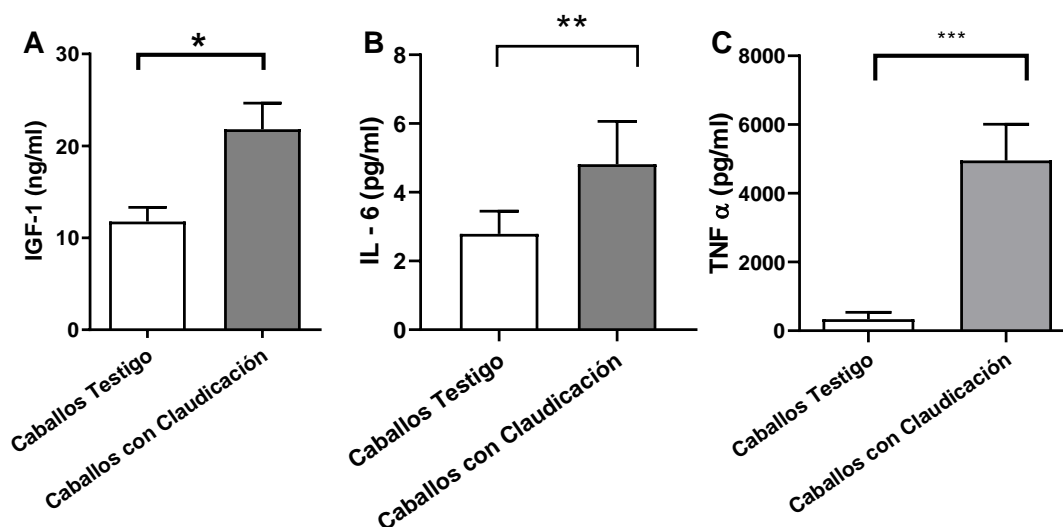 A
*
IGF-1 (ng/ml)
30
20
10
0
Caballos Testigo
Caballos con Claudicación
B
**
IL - 6 (pg/ml)
8
6
4
2
0
Caballos Testigo
Caballos con Claudicación
C
***
TNF α (pg/ml)
8000
6000
4000
2000
0
Caballos Testigo
Caballos con Claudicación